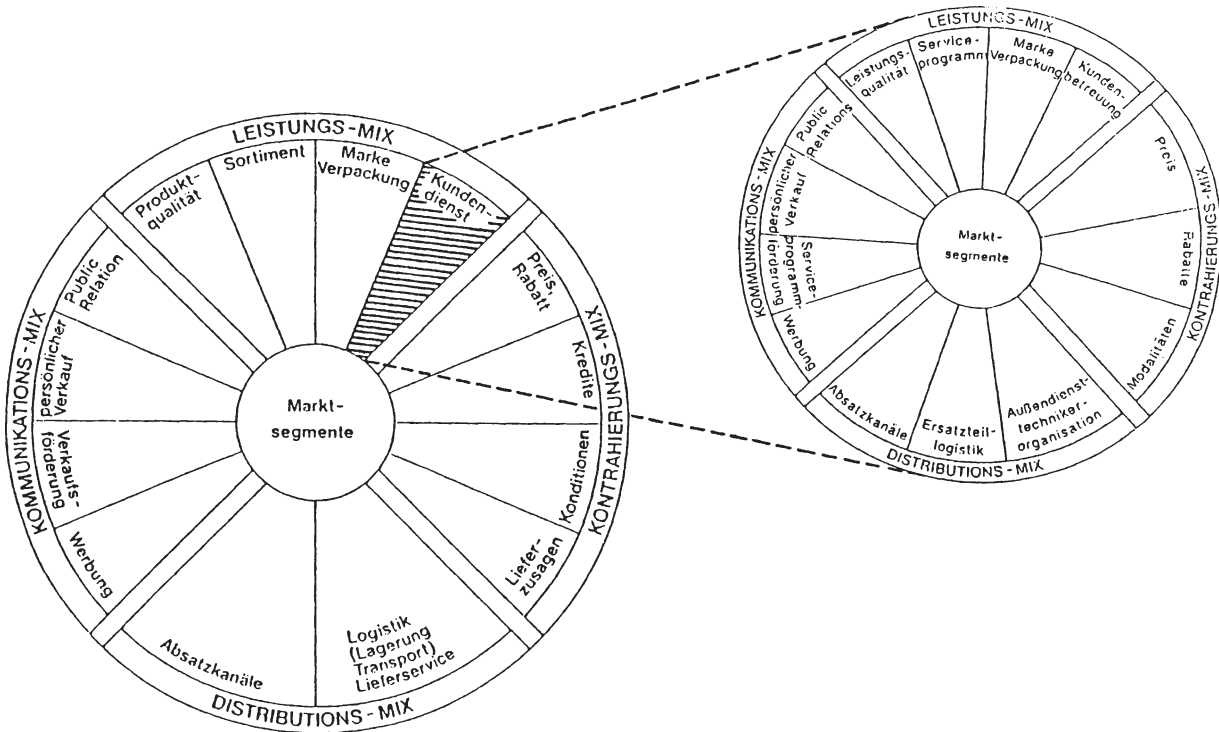 LEISTUNGS-MIX
Produkt-
qualität
Sortiment
Marke
Verpackung
Kunden-
dienst
KONTRAHIERUNGS-MIX
Preis,
Rabatt
Kredite
Konditionen
Liefer-
zusagen
DISTRIBUTIONS-MIX
Logistik
(Lagerung
Transport)
Lieferservice
Absatzkanäle
KOMMUNIKATIONS-MIX
Werbung
Verkaufs-
förderung
persönlicher
Verkauf
Public
Relation
Markt-
segmente
LEISTUNGS-MIX
Leistungs-
qualität
Service-
programm
Marke
Verpackung
Kunden-
betreuung
KONTRAHIERUNGS-MIX
Preis
Rabatte
Modalitäten
DISTRIBUTIONS-MIX
Außendienst-
techniker-
organisation
Ersatzteil-
logistik
Absatzkanäle
KOMMUNIKATIONS-MIX
Werbung
Service-
programm-
förderung
persönlicher
Verkauf
Public
Relations
Markt-
segmente